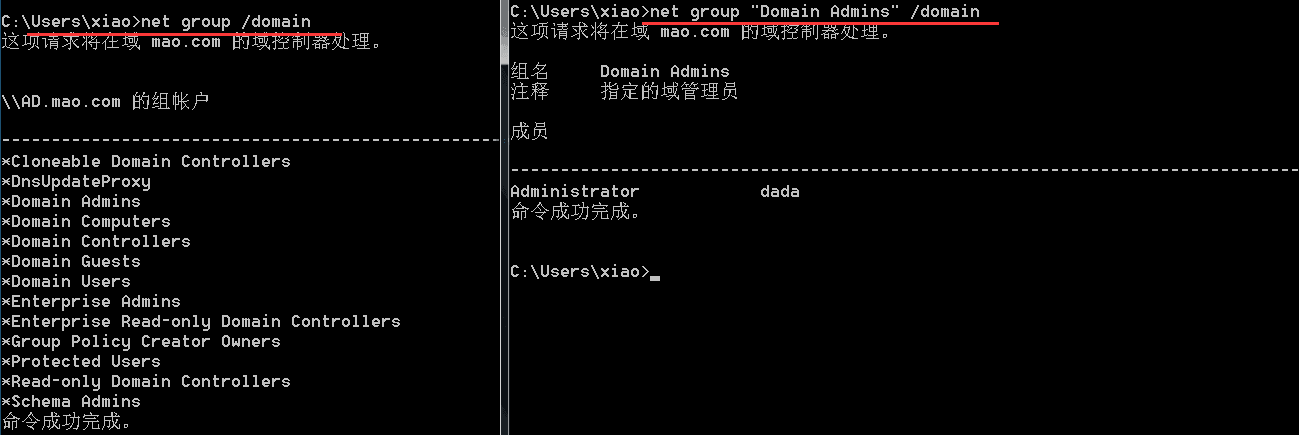 C:\Users\xiao>net group /domain
这项请求将在域 mao.com 的域控制器处理。
\\AD.mao.com 的组帐户
-------------------------------------------------------------------------------
*Cloneable Domain Controllers
*DnsUpdateProxy
*Domain Admins
*Domain Computers
*Domain Controllers
*Domain Guests
*Domain Users
*Enterprise Admins
*Enterprise Read-only Domain Controllers
*Group Policy Creator Owners
*Protected Users
*Read-only Domain Controllers
*Schema Admins
命令成功完成。
C:\Users\xiao>net group "Domain Admins" /domain
这项请求将在域 mao.com 的域控制器处理。
组名 Domain Admins
注释 指定的域管理员
成员
-------------------------------------------------------------------------------
Administrator dada
命令成功完成。
C:\Users\xiao>_